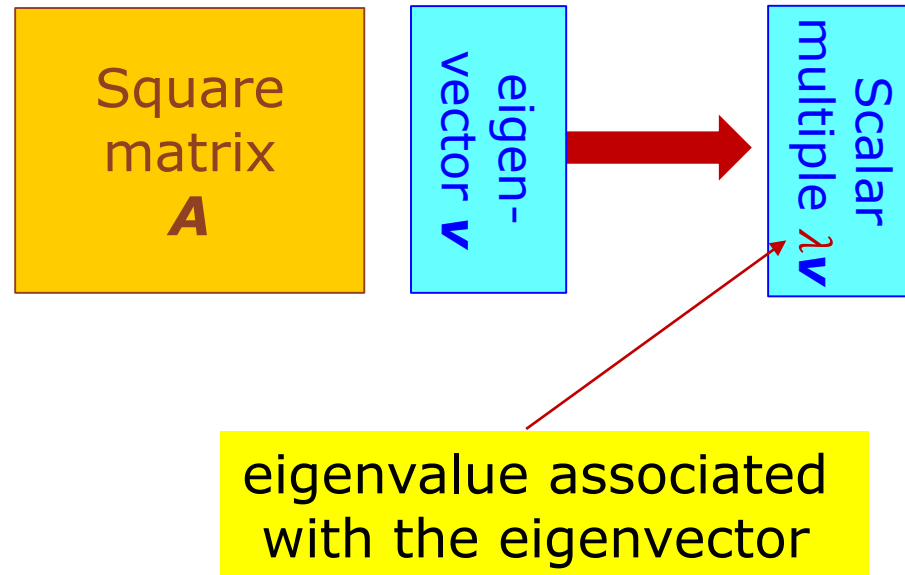 Square
matrix
A
eigen-
vector v
Scalar
multiple λv
eigenvalue associated
with the eigenvector